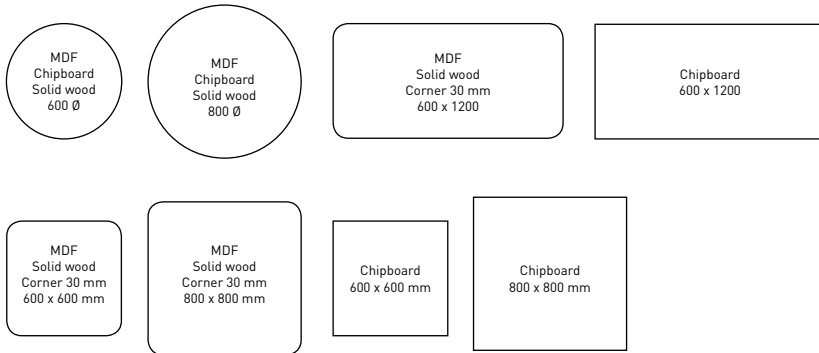 MDF
Chipboard
Solid wood
600 Ø
MDF
Chipboard
Solid wood
800 Ø
MDF
Solid wood
Corner 30 mm
600 x 1200
Chipboard
600 x 1200
MDF
Solid wood
Corner 30 mm
600 x 600 mm
MDF
Solid wood
Corner 30 mm
800 x 800 mm
Chipboard
600 x 600 mm
Chipboard
800 x 800 mm